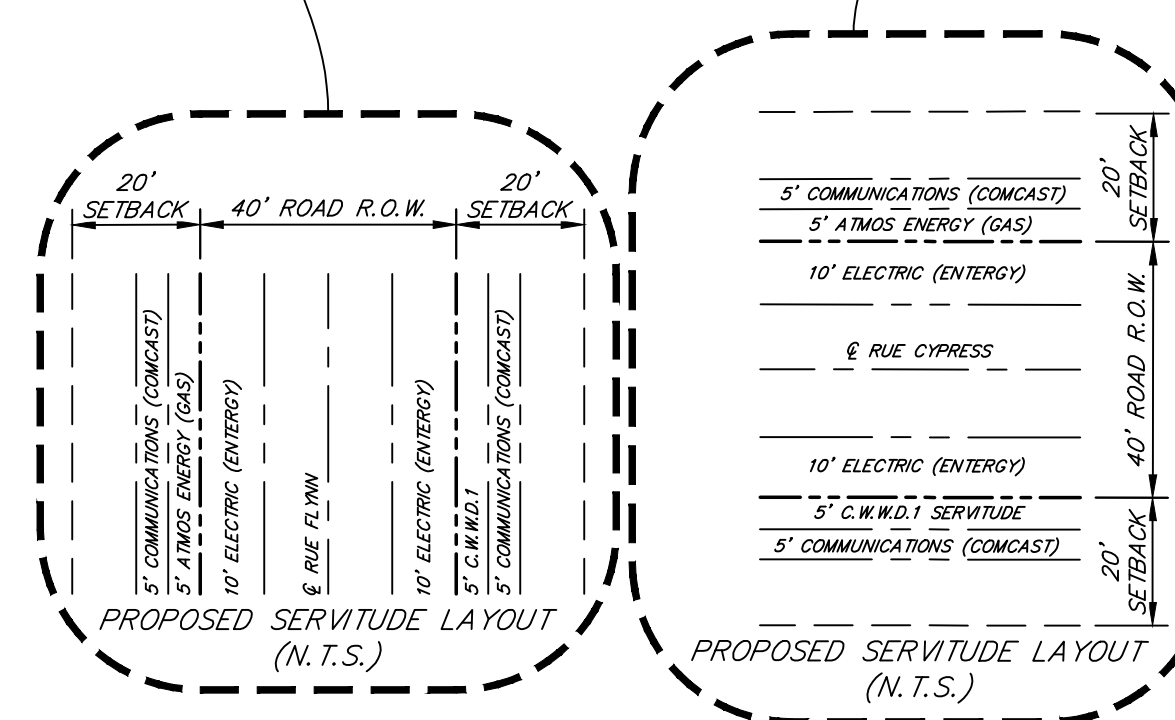 20' 20'
SETBACK 40' ROAD R.O.W. SETBACK
5' COMMUNICATIONS (COMCAST)
5' ATMOS ENERGY (GAS)
10' ELECTRIC (ENTERGY)
℄ RUE FLYNN
10' ELECTRIC (ENTERGY)
5' C.W.W.D.1
5' COMMUNICATIONS (COMCAST)
PROPOSED SERVITUDE LAYOUT
(N.T.S.)
5' COMMUNICATIONS (COMCAST)
5' ATMOS ENERGY (GAS)
10' ELECTRIC (ENTERGY)
℄ RUE CYPRESS
10' ELECTRIC (ENTERGY)
5' C.W.W.D.1 SERVITUDE
5' COMMUNICATIONS (COMCAST)
20'
SETBACK
40' ROAD R.O.W.
20'
SETBACK
PROPOSED SERVITUDE LAYOUT
(N.T.S.)